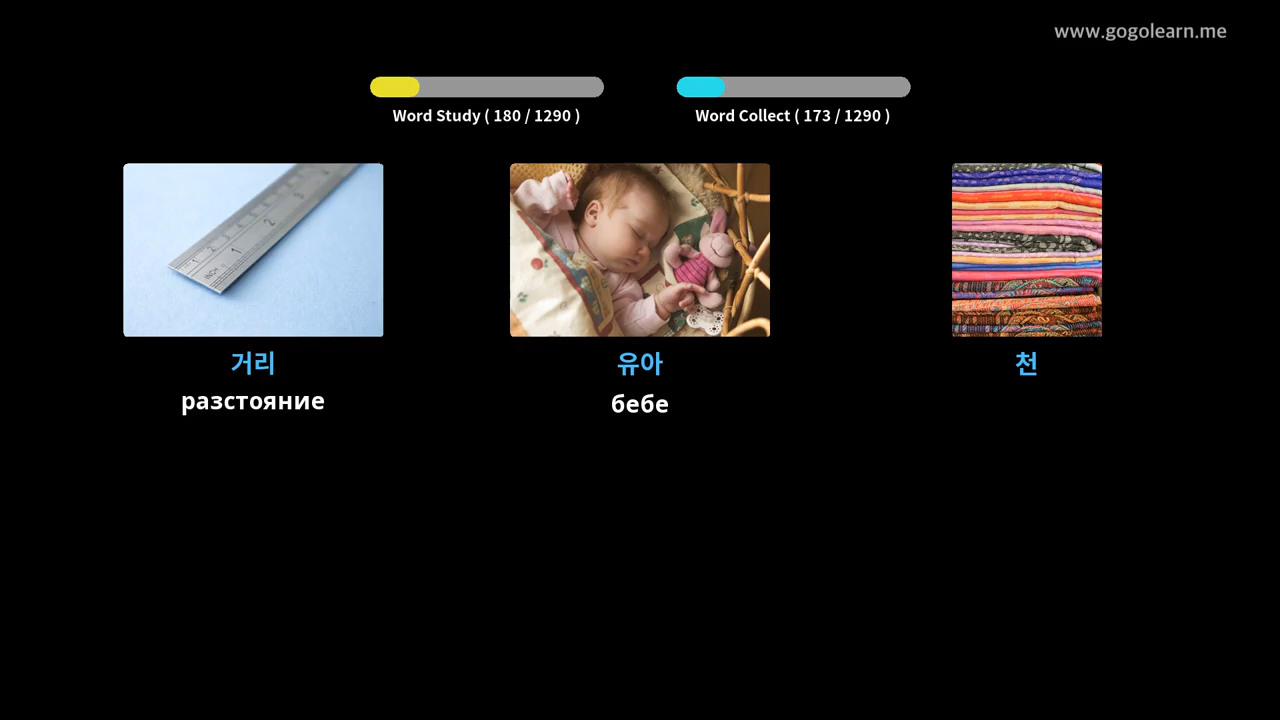 www.gogolearn.me
Word Study ( 180 / 1290 )
Word Collect ( 173 / 1290 )
거리
разстояние
유아
бебе
천